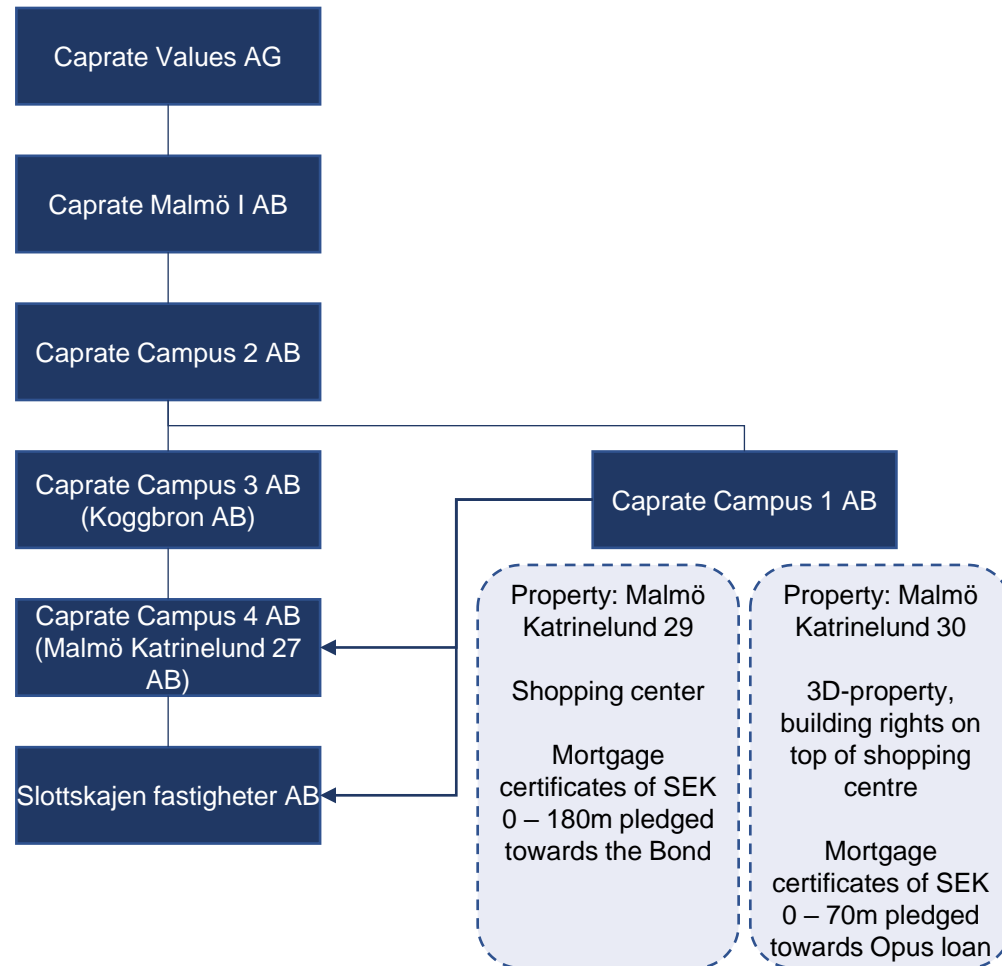 Caprate Values AG
Caprate Malmö I AB
Caprate Campus 2 AB
Caprate Campus 3 AB
(Koggbron AB)
Caprate Campus 1 AB
Caprate Campus 4 AB
(Malmö Katrinelund 27
AB)
Slottskajen fastigheter AB
Property: Malmö
Katrinelund 29
Shopping center
Mortgage
certificates of SEK
0 – 180m pledged
towards the Bond
Property: Malmö
Katrinelund 30
3D-property,
building rights on
top of shopping
centre
Mortgage
certificates of SEK
0 – 70m pledged
towards Opus loan